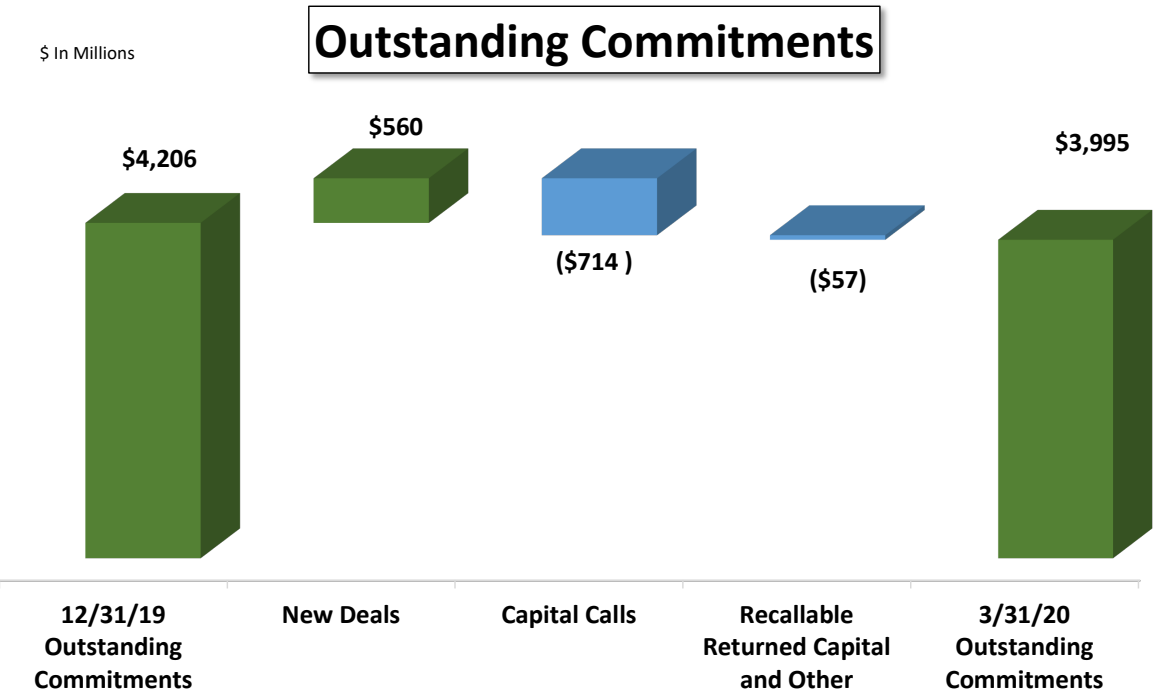 Outstanding Commitments
$ In Millions
$4,206
$560
($714 )
($57)
$3,995
12/31/19
Outstanding
Commitments
New Deals
Capital Calls
Recallable
Returned Capital
and Other
3/31/20
Outstanding
Commitments